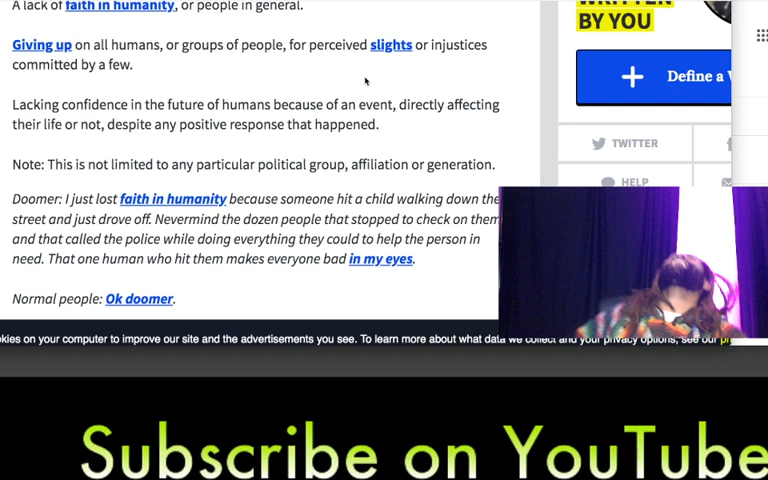 A lack of faith in humanity, or people in general.
WRITTEN
BY YOU
Giving up on all humans, or groups of people, for perceived slights or injustices
committed by a few.
Define a
Lacking confidence in the future of humans because of an event, directly affecting
their life or not, despite any positive response that happened.
TWITTER
Note: This is not limited to any particular political group, affiliation or generation.
HELP
Doomer: I just lost faith in humanity because someone hit a child walking down the
street and just drove off. Nevermind the dozen people that stopped to check on them
and that called the police while doing everything they could to help the person in
need. That one human who hit them makes everyone bad in my eyes.
Normal people: Ok doomer.
kies on your computer to improve our site and the advertisements you see. To learn more about what data we collect and your privacy options, see our
Subscribe on YouTube